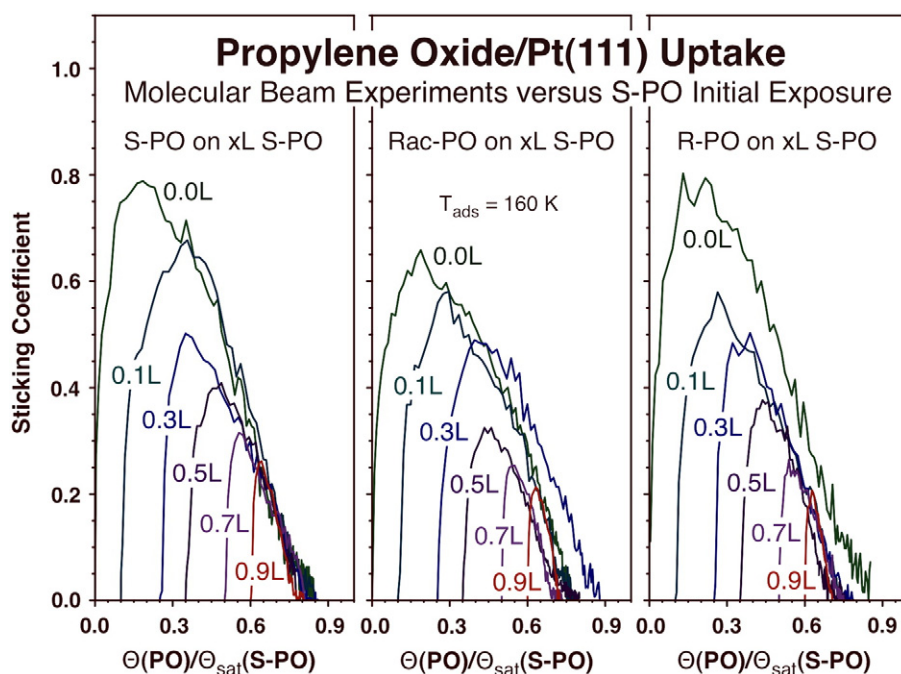 Propylene Oxide/Pt(111) Uptake
Molecular Beam Experiments versus S-PO Initial Exposure
S-PO on xL S-PO
Rac-PO on xL S-PO
R-PO on xL S-PO
T_ads = 160 K
Sticking Coefficient
1.0
0.8
0.6
0.4
0.2
0.0
0.0L
0.1L
0.3L
0.5L
0.7L
0.9L
0.0L
0.1L
0.3L
0.5L
0.7L
0.9L
0.0L
0.1L
0.3L
0.5L
0.7L
0.9L
0.0 0.3 0.6 0.9
0.0 0.3 0.6 0.9
0.0 0.3 0.6 0.9
Θ(PO)/Θsat(S-PO)
Θ(PO)/Θsat(S-PO)
Θ(PO)/Θsat(S-PO)